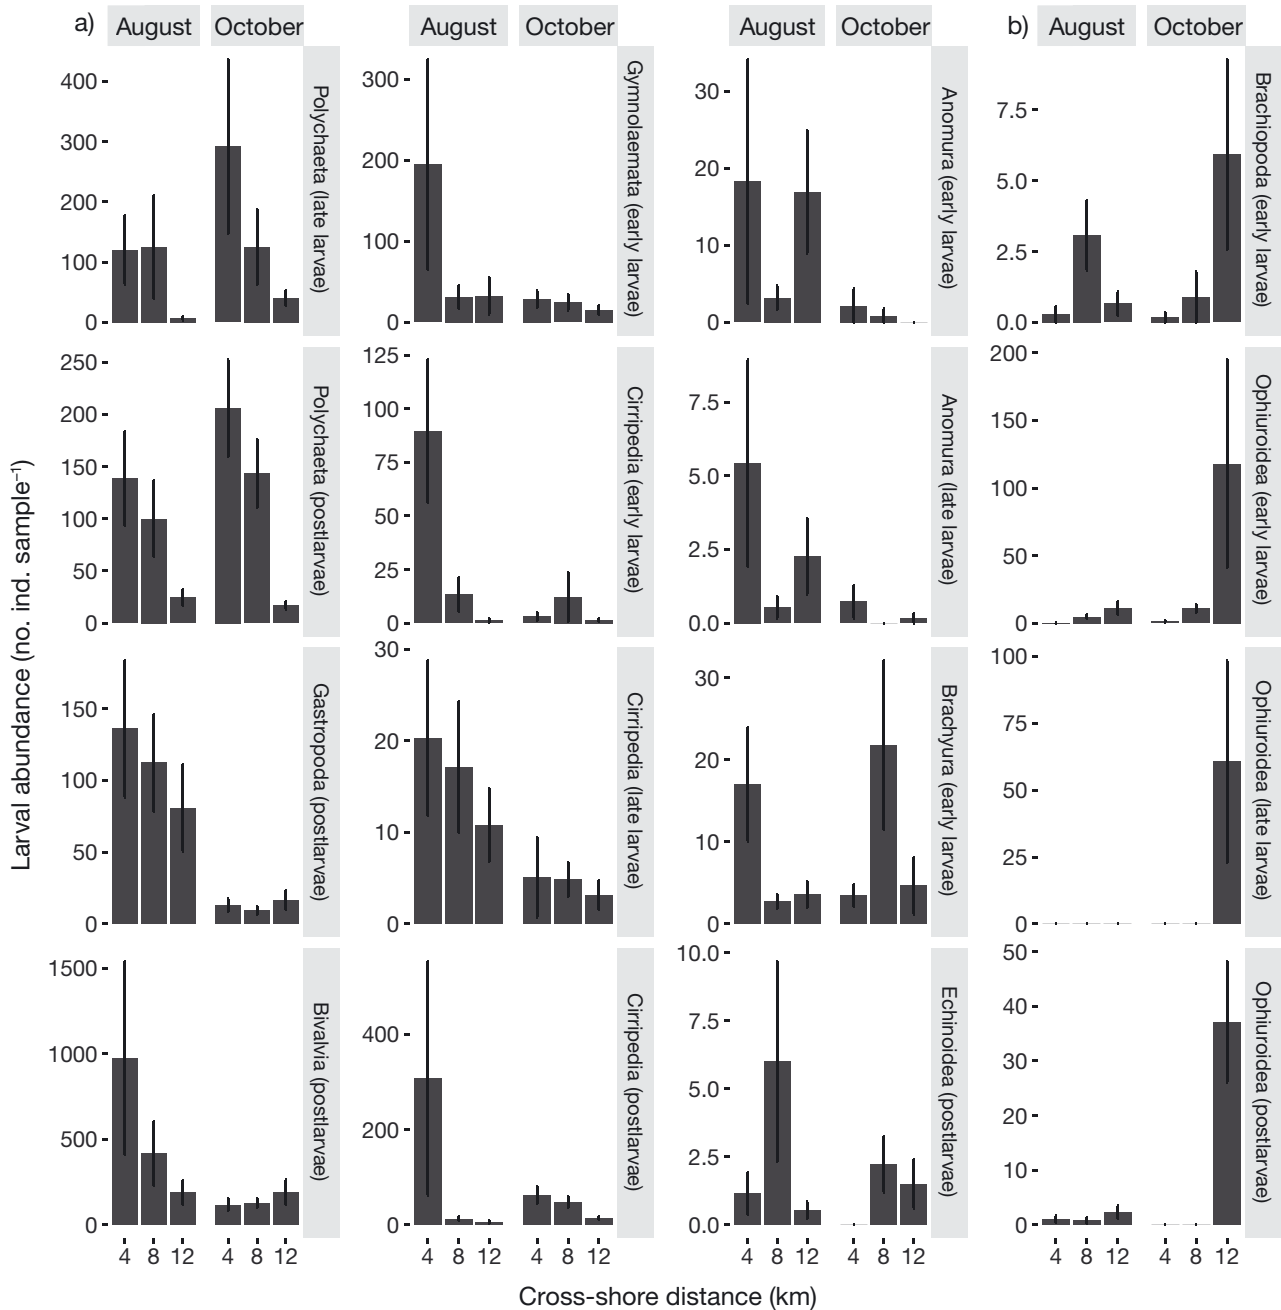 a)
August
October
August
October
August
October
b)
August
October
Larval abundance (no. ind. sample⁻¹)
400
300
200
100
0
Polychaeta (late larvae)
300
200
100
0
Gymnolaemata (early larvae)
30
20
10
0
Anomura (early larvae)
7.5
5.0
2.5
0.0
Brachiopoda (early larvae)
250
200
150
100
50
0
Polychaeta (postlarvae)
125
100
75
50
25
0
Cirripedia (early larvae)
7.5
5.0
2.5
0.0
Anomura (late larvae)
200
150
100
50
0
Ophiuroidea (early larvae)
150
100
50
0
Gastropoda (postlarvae)
30
20
10
0
Cirripedia (late larvae)
30
20
10
0
Brachyura (early larvae)
100
75
50
25
0
Ophiuroidea (late larvae)
1500
1000
500
0
Bivalvia (postlarvae)
400
200
0
Cirripedia (postlarvae)
10.0
7.5
5.0
2.5
0.0
Echinoidea (postlarvae)
50
40
30
20
10
0
Ophiuroidea (postlarvae)
4 8 12 4 8 12 4 8 12 4 8 12 4 8 12 4 8 12 4 8 12 4 8 12
Cross-shore distance (km)